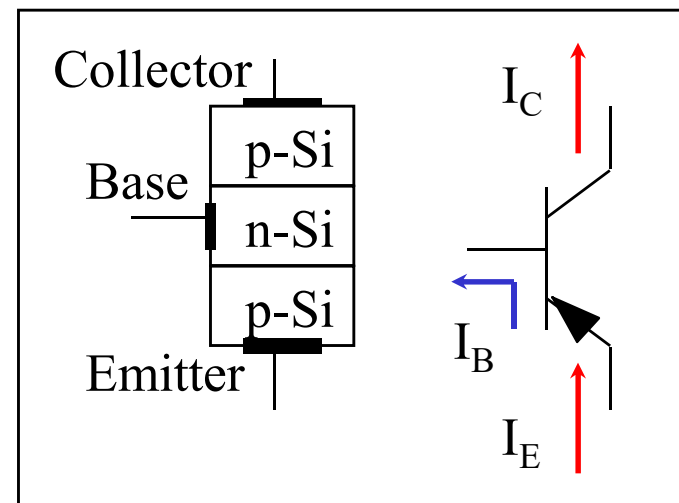 Collector
p-Si
Base
n-Si
p-Si
Emitter
I_C
I_B
I_E